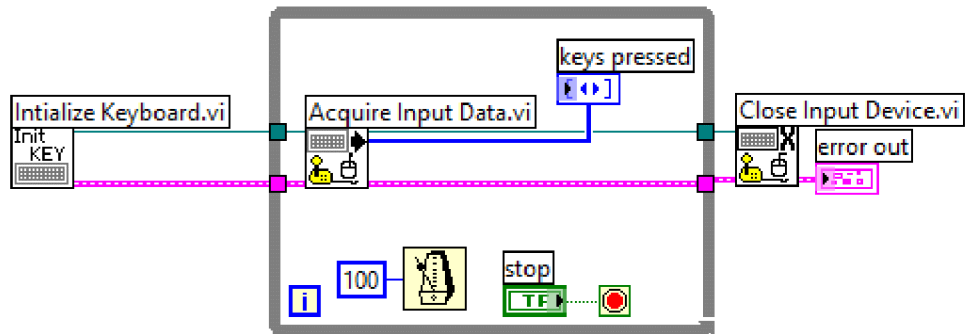 keys pressed
Intialize Keyboard.vi
Acquire Input Data.vi
Close Input Device.vi
Init
KEY
X
error out
100
stop
i
TF